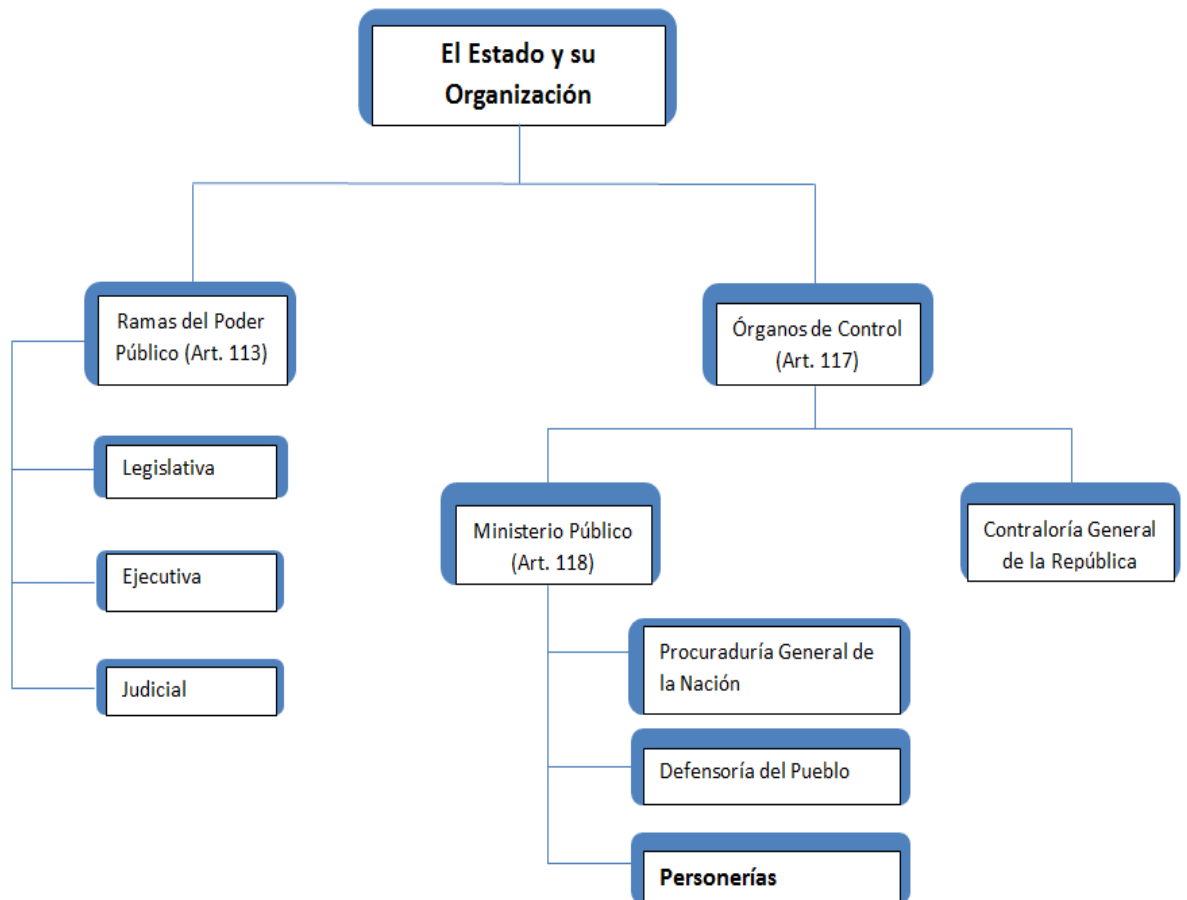 El Estado y su
Organización
Ramas del Poder
Público (Art. 113)
Legislativa
Ejecutiva
Judicial
Órganos de Control
(Art. 117)
Ministerio Público
(Art. 118)
Procuraduría General de
la Nación
Defensoría del Pueblo
Personerías
Contraloría General
de la República